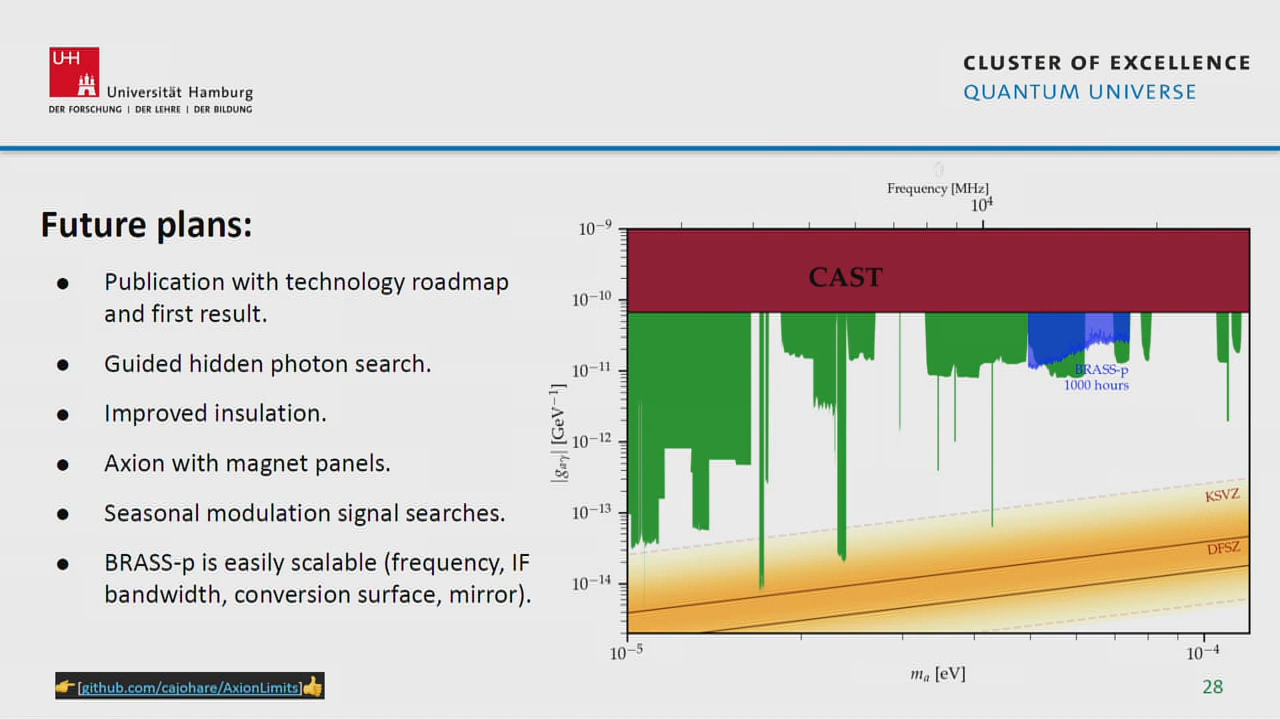 UHH
Universität Hamburg
DER FORSCHUNG | DER LEHRE | DER BILDUNG
CLUSTER OF EXCELLENCE
QUANTUM UNIVERSE
Future plans:
● Publication with technology roadmap
and first result.
● Guided hidden photon search.
● Improved insulation.
● Axion with magnet panels.
● Seasonal modulation signal searches.
● BRASS-p is easily scalable (frequency, IF
bandwidth, conversion surface, mirror).
[github.com/cajohare/AxionLimits]
Frequency [MHz]
10⁴
10⁻⁹
10⁻¹⁰
10⁻¹¹
10⁻¹²
10⁻¹³
10⁻¹⁴
|gₐᵧ| [GeV⁻¹]
CAST
BRASS-p
1000 hours
KSVZ
DFSZ
10⁻⁵
10⁻⁴
mₐ [eV]
28